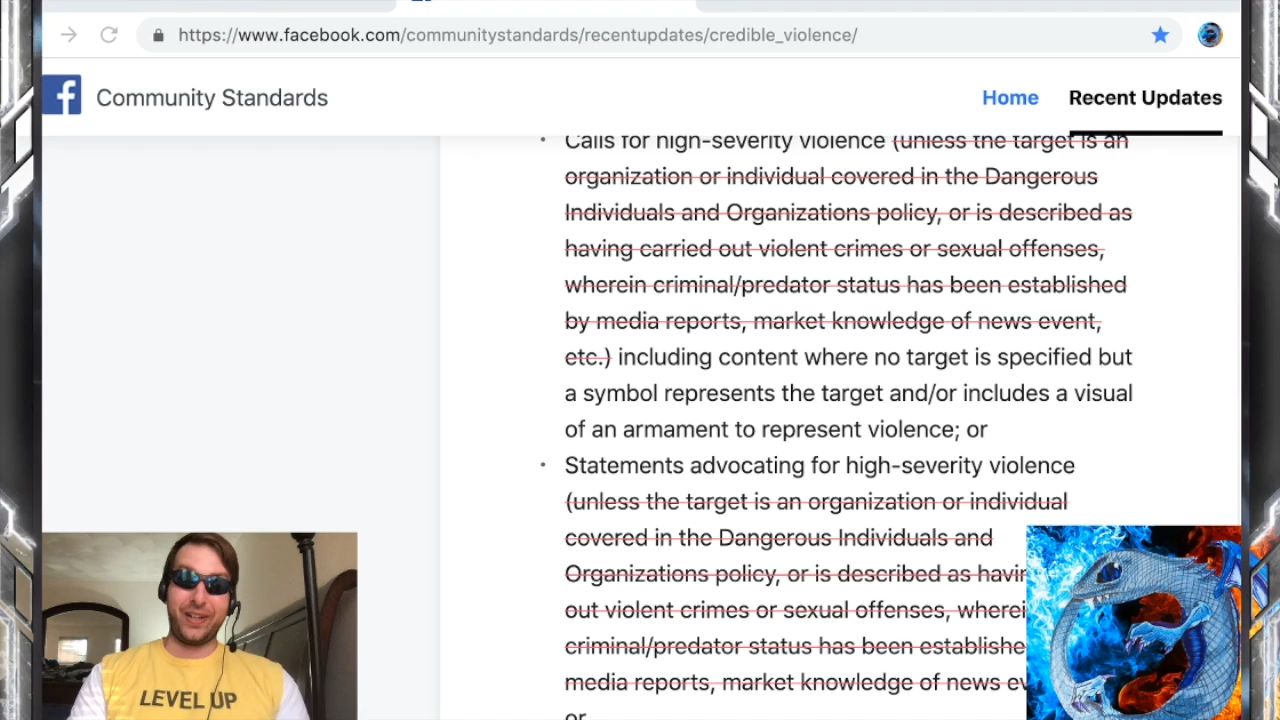 https://www.facebook.com/communitystandards/recentupdates/credible_violence/
Community Standards
Home
Recent Updates
• Calls for high-severity violence (unless the target is an
organization or individual covered in the Dangerous
Individuals and Organizations policy, or is described as
having carried out violent crimes or sexual offenses,
wherein criminal/predator status has been established
by media reports, market knowledge of news event,
etc.) including content where no target is specified but
a symbol represents the target and/or includes a visual
of an armament to represent violence; or
• Statements advocating for high-severity violence
(unless the target is an organization or individual
covered in the Dangerous Individuals and
Organizations policy, or is described as havin
out violent crimes or sexual offenses, wherei
criminal/predator status has been establishe
media reports, market knowledge of news ev
or
LEVEL UP